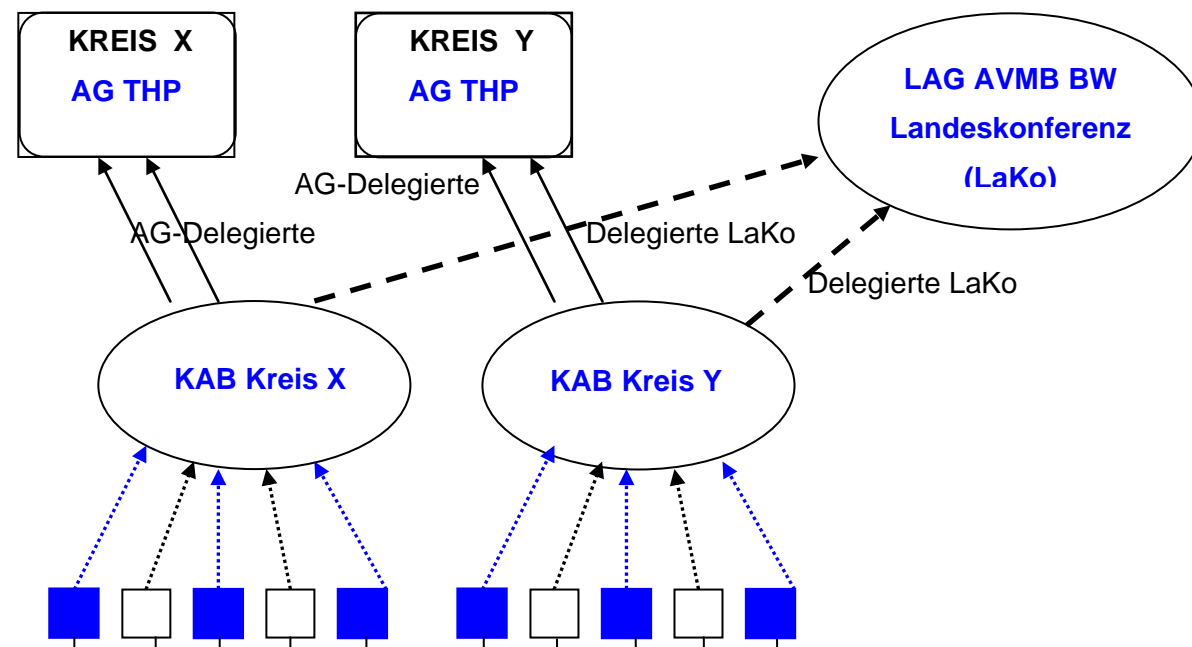 KREIS X
AG THP
KREIS Y
AG THP
LAG AVMB BW
Landeskonferenz
(LaKo)
AG-Delegierte
AG-Delegierte
Delegierte LaKo
Delegierte LaKo
KAB Kreis X
KAB Kreis Y